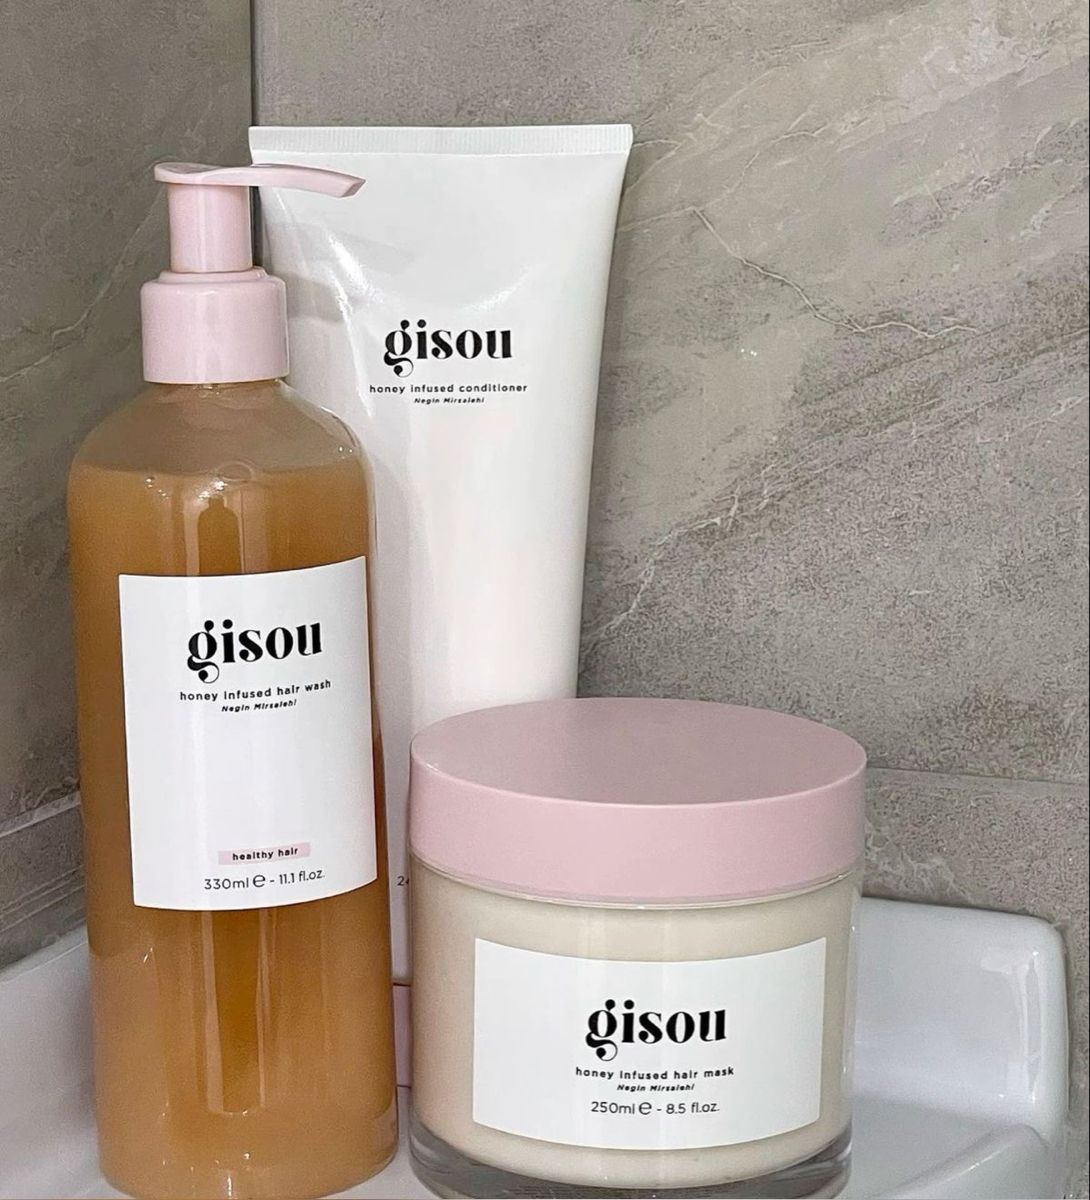 gisou
honey infused conditioner
Negin Mirsalehi
gisou
honey infused hair wash
Negin Mirsalehi
healthy hair
330ml ℮ - 11.1 fl.oz.
gisou
honey infused hair mask
Negin Mirsalehi
250ml ℮ - 8.5 fl.oz.